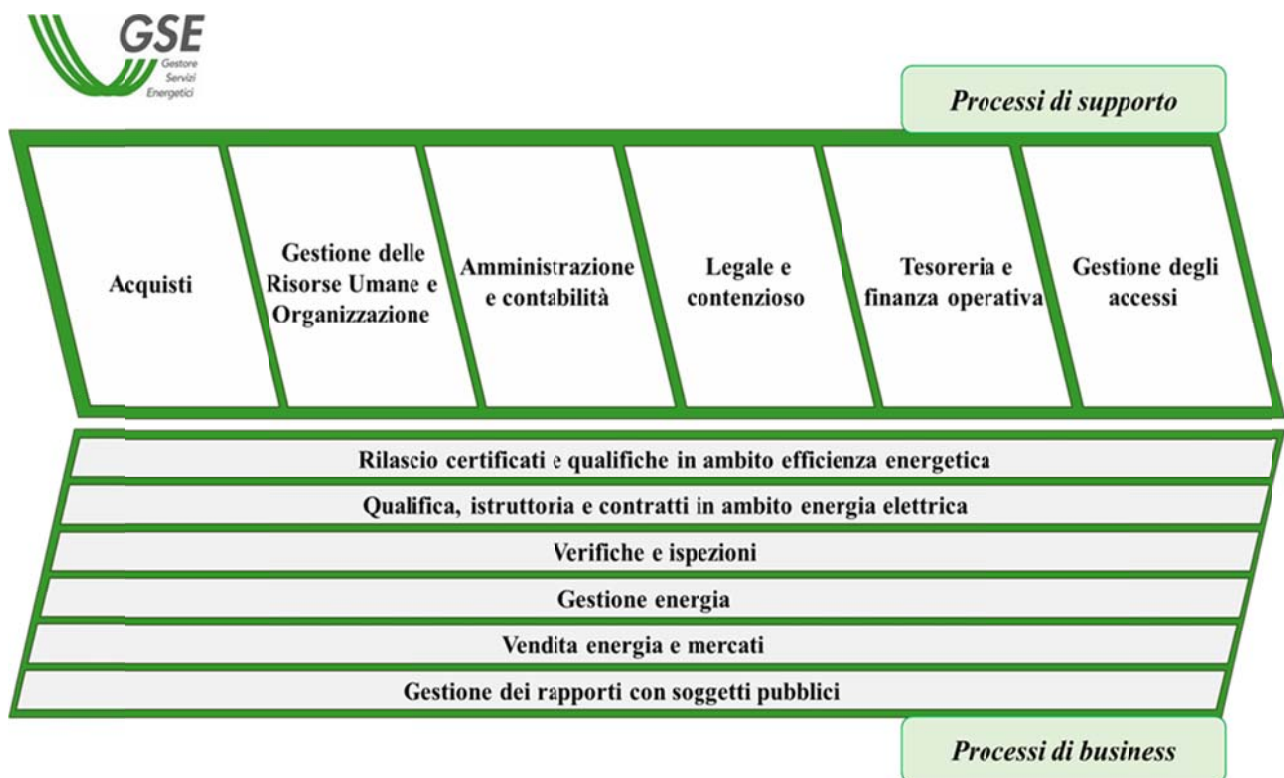 GSE
Gestore
Servizi
Energetici
Processi di supporto
Acquisti
Gestione delle
Risorse Umane e
Organizzazione
Amministrazione
e contabilità
Legale e
contenzioso
Tesoreria e
finanza operativa
Gestione degli
accessi
Rilascio certificati e qualifiche in ambito efficienza energetica
Qualifica, istruttoria e contratti in ambito energia elettrica
Verifiche e ispezioni
Gestione energia
Vendita energia e mercati
Gestione dei rapporti con soggetti pubblici
Processi di business